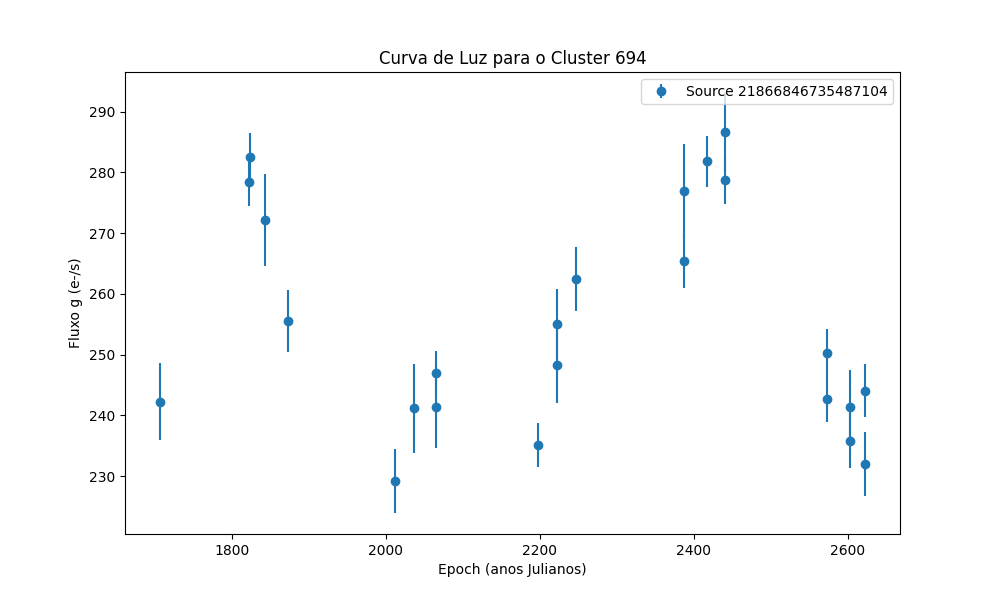 Curva de Luz para o Cluster 694
Source 21866846735487104
290
280
270
260
250
240
230
Fluxo g (e-/s)
1800 2000 2200 2400 2600
Epoch (anos Julianos)